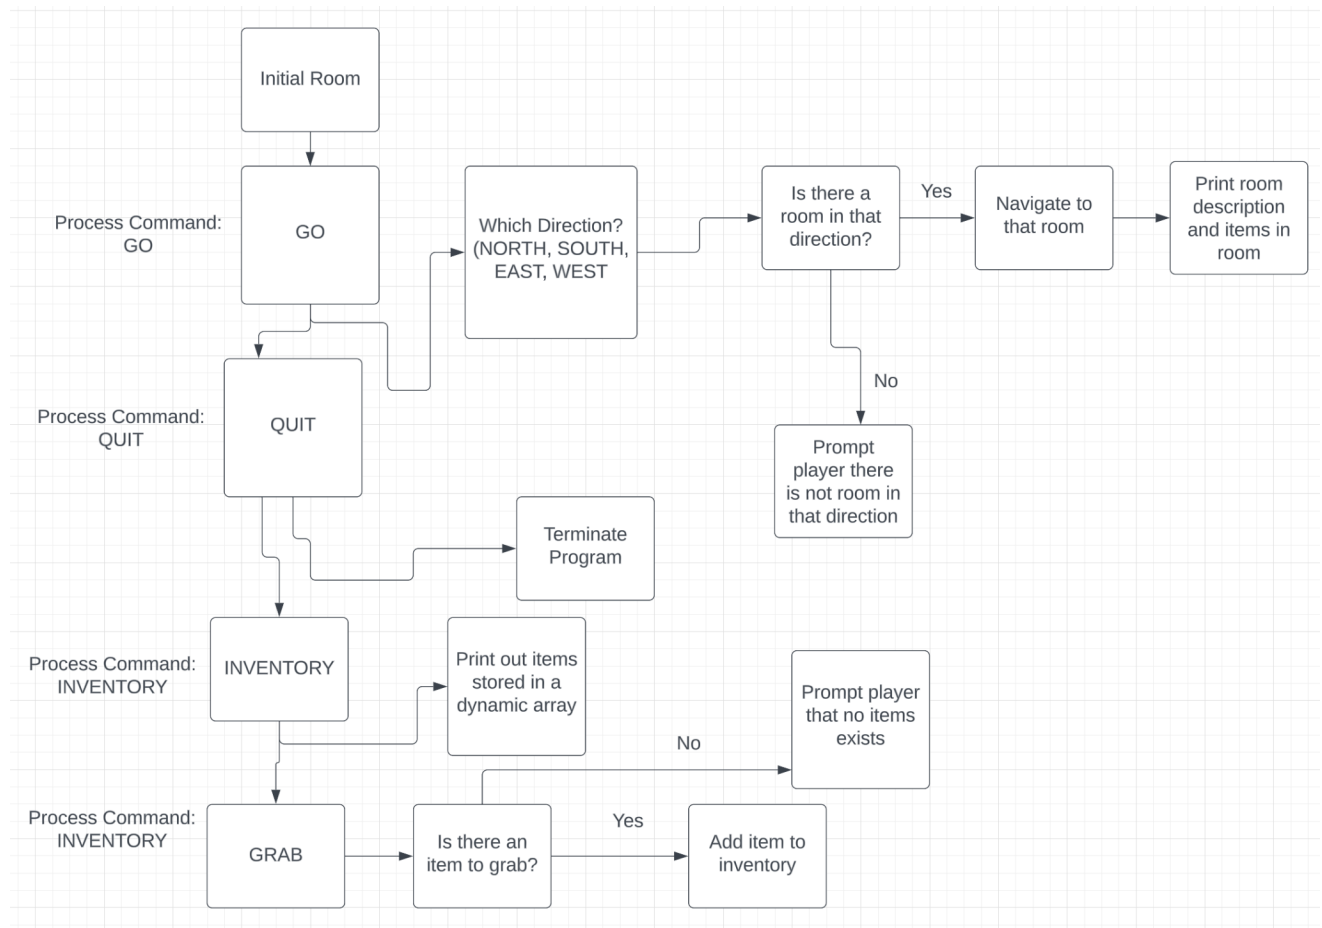 Initial Room
Process Command:
GO
GO
Which Direction?
(NORTH, SOUTH,
EAST, WEST
Is there a
room in that
direction?
Yes
Navigate to
that room
Print room
description
and items in
room
No
Prompt
player there
is not room in
that direction
Process Command:
QUIT
QUIT
Terminate
Program
Process Command:
INVENTORY
INVENTORY
Print out items
stored in a
dynamic array
Prompt player
that no items
exists
No
Process Command:
INVENTORY
GRAB
Is there an
item to grab?
Yes
Add item to
inventory